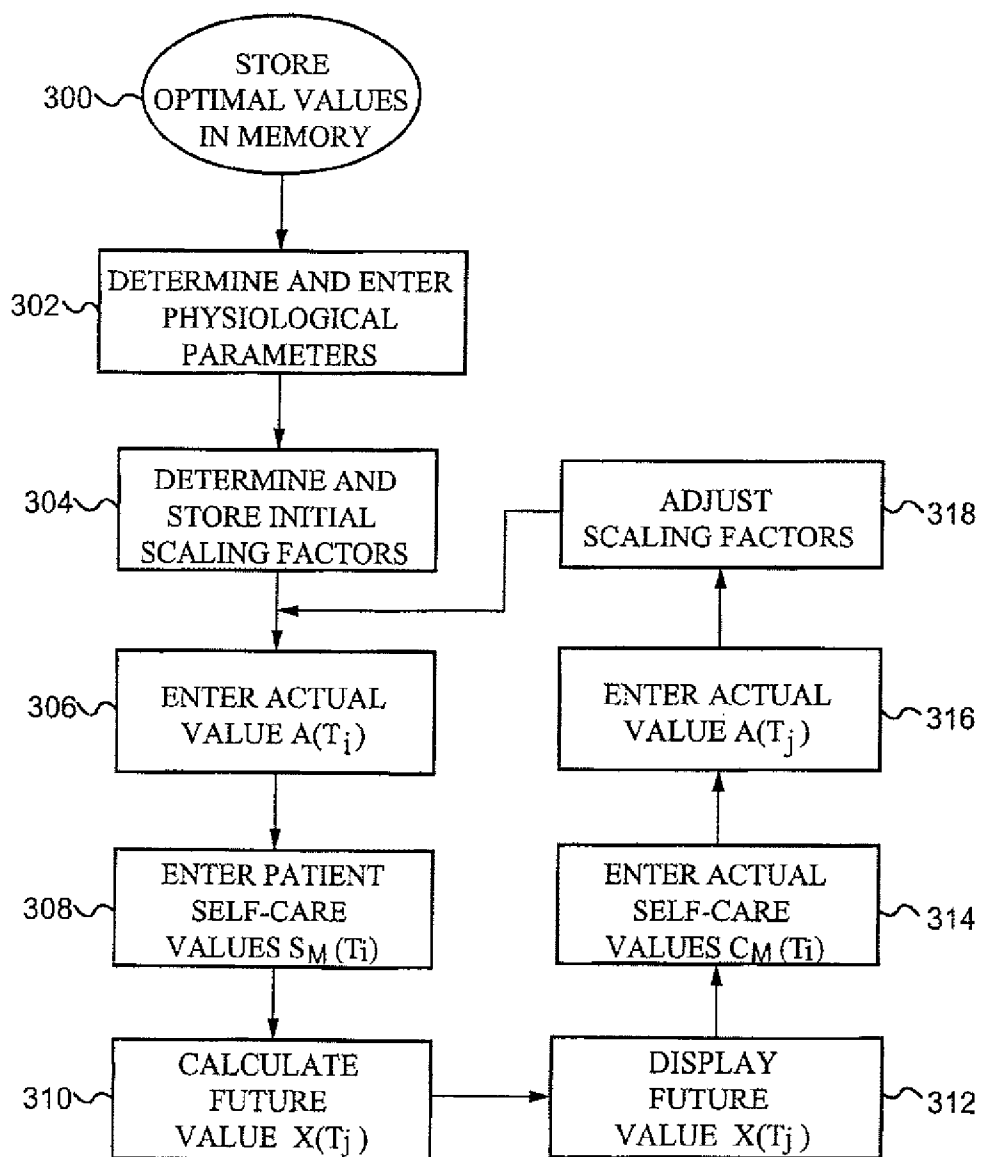 300
STORE
OPTIMAL VALUES
IN MEMORY
302
DETERMINE AND ENTER
PHYSIOLOGICAL
PARAMETERS
304
DETERMINE AND
STORE INITIAL
SCALING FACTORS
306
ENTER ACTUAL
VALUE A(Ti)
308
ENTER PATIENT
SELF-CARE
VALUES SM (Ti)
310
CALCULATE
FUTURE
VALUE X(Tj)
DISPLAY
FUTURE
VALUE X(Tj)
312
ENTER ACTUAL
SELF-CARE
VALUES CM (Ti)
314
ENTER ACTUAL
VALUE A(Tj)
316
ADJUST
SCALING FACTORS
318